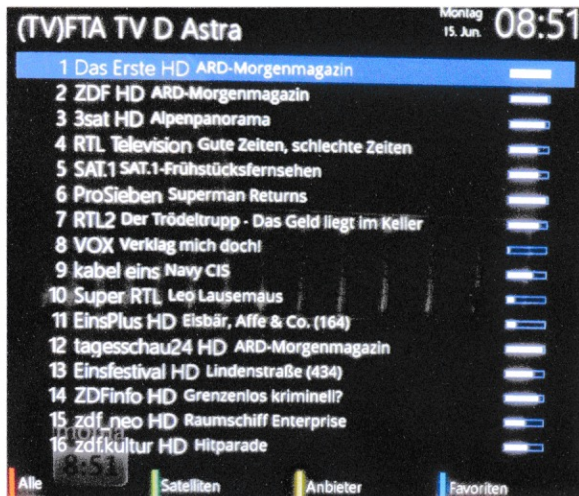 (TV)FTA TV D Astra
Montag
15. Jun.
08:51
1 Das Erste HD ARD-Morgenmagazin
2 ZDF HD ARD-Morgenmagazin
3 3sat HD Alpenpanorama
4 RTL Television Gute Zeiten, schlechte Zeiten
5 SAT.1 SAT.1-Frühstücksfernsehen
6 ProSieben Superman Returns
7 RTL2 Der Trödeltrupp - Das Geld liegt im Keller
8 VOX Verklag mich doch!
9 kabel eins Navy CIS
10 Super RTL Leo Lausemaus
11 EinsPlus HD Eisbär, Affe & Co. (164)
12 tagesschau24 HD ARD-Morgenmagazin
13 Einsfestival HD Lindenstraße (434)
14 ZDFinfo HD Grenzenlos kriminell?
15 zdf_neo HD Raumschiff Enterprise
16 zdf.kultur HD Hitparade
8:51
Alle
Satelliten
Anbieter
Favoriten